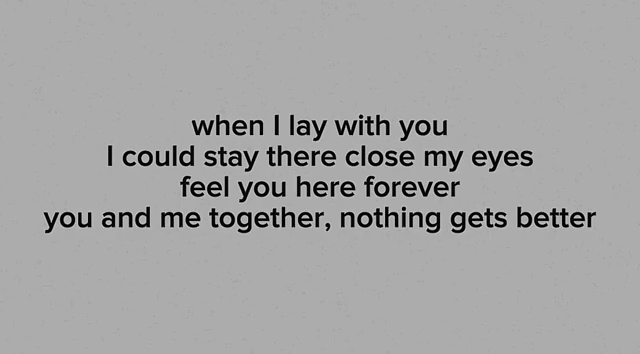 when I lay with you
I could stay there close my eyes
feel you here forever
you and me together, nothing gets better